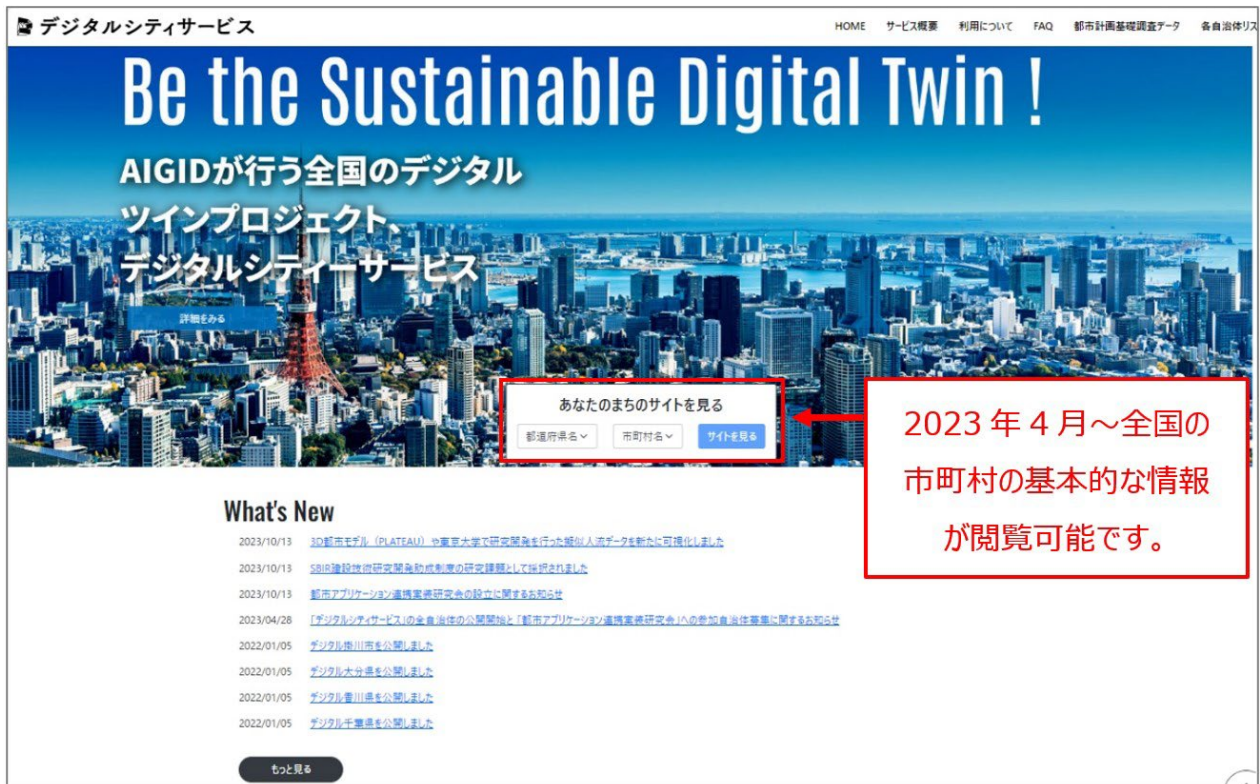 デジタルシティサービス
HOME サービス概要 利用について FAQ 都市計画基礎調査データ 各自治体リス
Be the Sustainable Digital Twin !
AIGIDが行う全国のデジタル
ツインプロジェクト、
デジタルシティーサービス
詳細をみる
あなたのまちのサイトを見る
都道府県名 市町村名 サイトを見る
2023年4月～全国の
市町村の基本的な情報
が閲覧可能です。
What's New
2023/10/13 3D都市モデル（PLATEAU）や東京大学で研究開発を行った擬似人流データを新たに可視化しました
2023/10/13 SBIR建設技術研究開発助成制度の研究課題として採択されました
2023/10/13 都市アプリケーション連携実装研究会の設立に関するお知らせ
2023/04/28 「デジタルシティサービス」の全自治体の公開開始と「都市アプリケーション連携実装研究会」への参加自治体募集に関するお知らせ
2022/01/05 デジタル掛川市を公開しました
2022/01/05 デジタル大分県を公開しました
2022/01/05 デジタル香川県を公開しました
2022/01/05 デジタル千葉県を公開しました
もっと見る